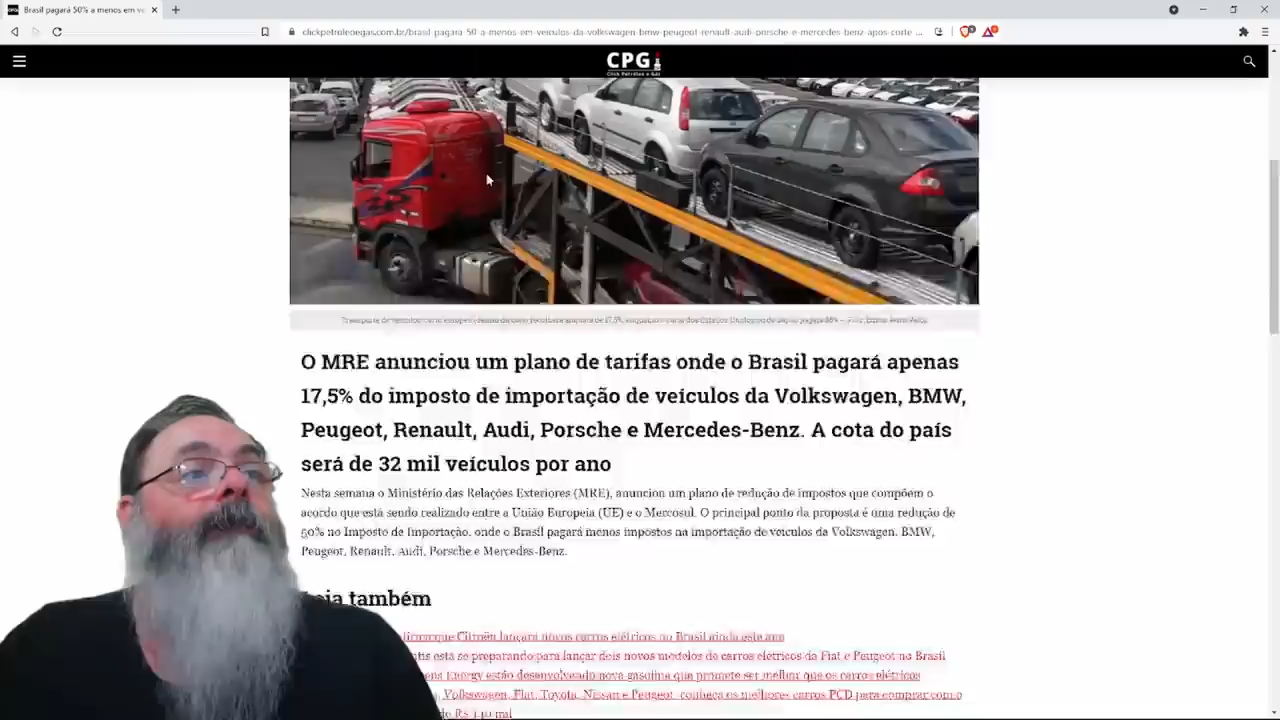 Brasil pagará 50% a menos em ve
clickpetroleoegas.com.br/brasil-pagara-50-a-menos-em-veiculos-da-volkswagen-bmw-peugeot-renault-audi-porsche-e-mercedes-benz-apos-corte ...
CPG
Click Petróleo e Gás
O MRE anunciou um plano de tarifas onde o Brasil pagará apenas
17,5% do imposto de importação de veículos da Volkswagen, BMW,
Peugeot, Renault, Audi, Porsche e Mercedes-Benz. A cota do país
será de 32 mil veículos por ano
Nesta semana o Ministério das Relações Exteriores (MRE), anunciou um plano de redução de impostos que compõem o
acordo que está sendo realizado entre a União Europeia (UE) e o Mercosul. O principal ponto da proposta é uma redução de
50% no Imposto de Importação, onde o Brasil pagará menos impostos na importação de veículos da Volkswagen, BMW,
Peugeot, Renault, Audi, Porsche e Mercedes-Benz.
também
que Citroën lançará novos carros elétricos no Brasil ainda este ano
está se preparando para lançar dois novos modelos de carros elétricos da Fiat e Peugeot no Brasil
Energy estão desenvolvendo nova gasolina que promete ser melhor que os carros elétricos
Volkswagen, Fiat, Toyota, Nissan e Peugeot: conheça os melhores carros PCD para comprar com o
R$ 140 mil